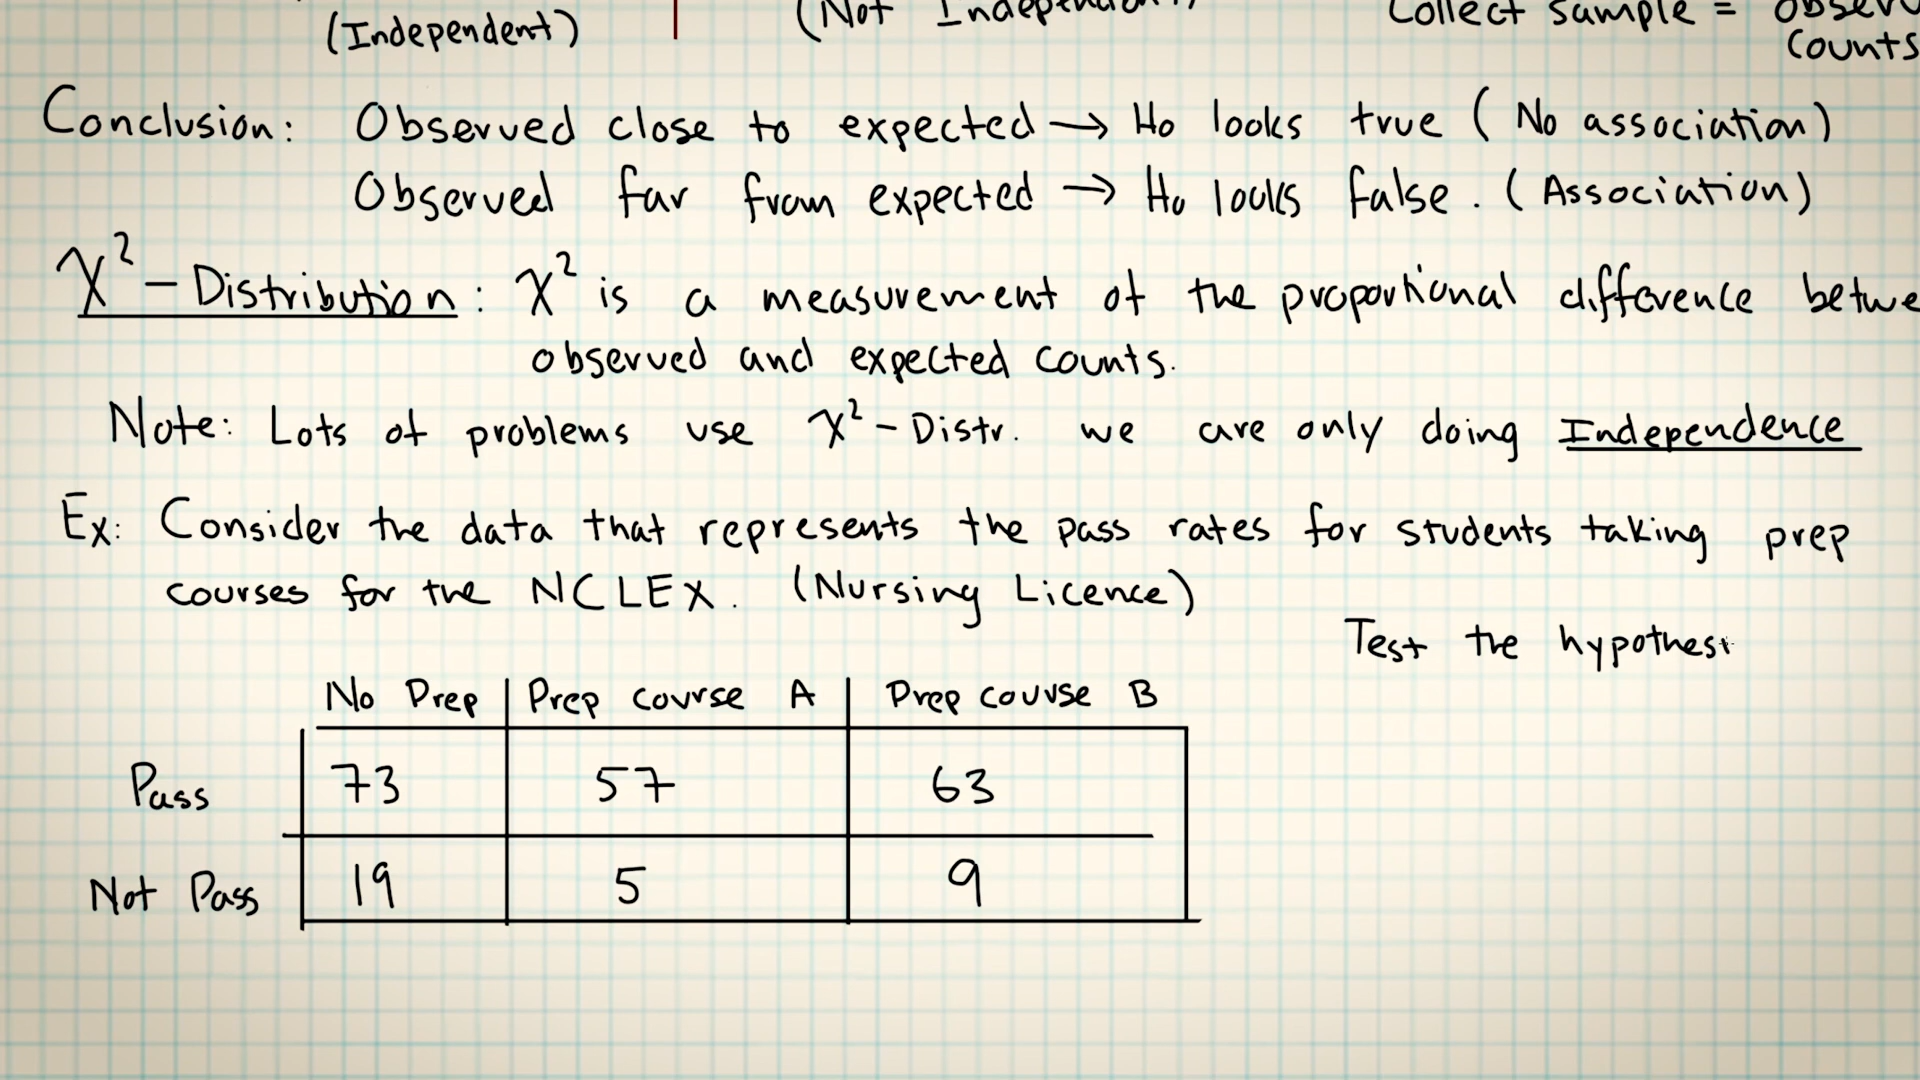 (Independent)
(Not Independent)
Collect sample =
Counts
Conclusion: Observed close to expected → Ho looks true (No association)
Observed far from expected → Ho looks false. (Association)
χ² - Distribution: χ² is a measurement of the proportional difference betwe
observed and expected counts.
Note: Lots of problems use χ² - Distr. we are only doing Independence
Ex: Consider the data that represents the pass rates for students taking prep
courses for the NCLEX. (Nursing Licence)
Test the hypothesi
No Prep Prep course A Prep course B
Pass 73 57 63
Not Pass 19 5 9